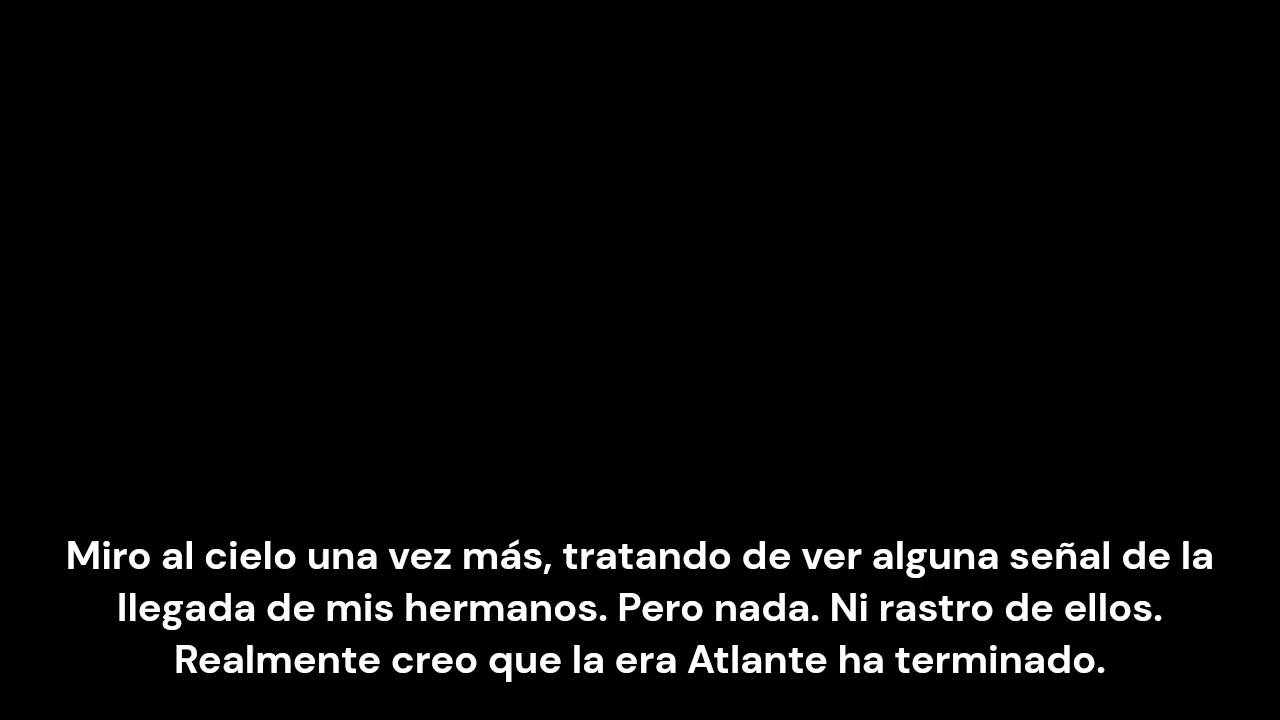 Miro al cielo una vez más, tratando de ver alguna señal de la
llegada de mis hermanos. Pero nada. Ni rastro de ellos.
Realmente creo que la era Atlante ha terminado.